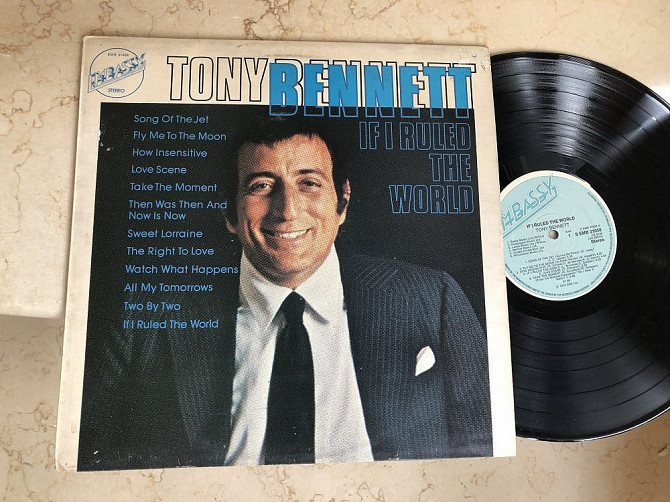 EMBASSY
STEREO
TONY BENNETT
IF I RULED
THE
WORLD
Song Of The Jet
Fly Me To The Moon
How Insensitive
Love Scene
Take The Moment
Then Was Then And
Now Is Now
Sweet Lorraine
The Right To Love
Watch What Happens
All My Tomorrows
Two By Two
If I Ruled The World
EMBASSY
IF I RULED THE WORLD
TONY BENNETT
1
S EMB
Stereo